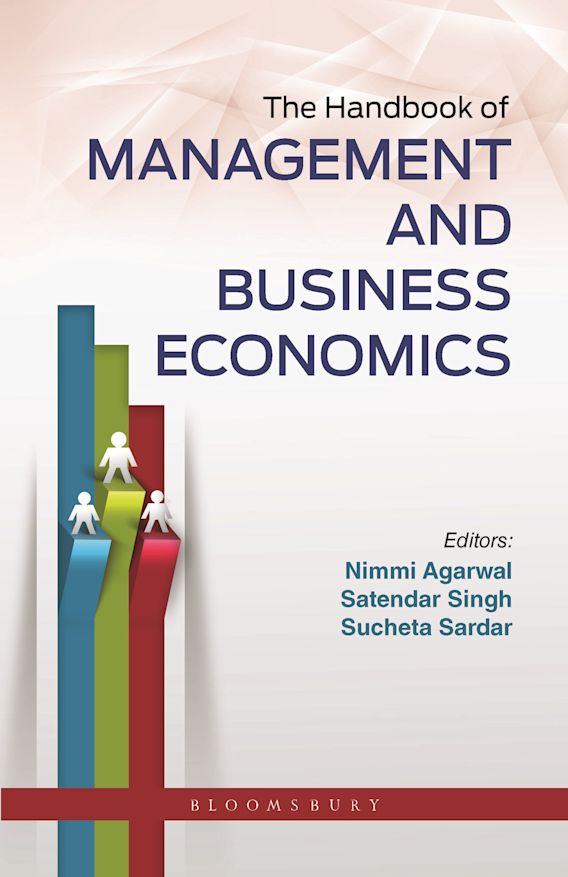 The Handbook of
MANAGEMENT
AND
BUSINESS
ECONOMICS
Editors:
Nimmi Agarwal
Satendar Singh
Sucheta Sardar
BLOOMSBURY